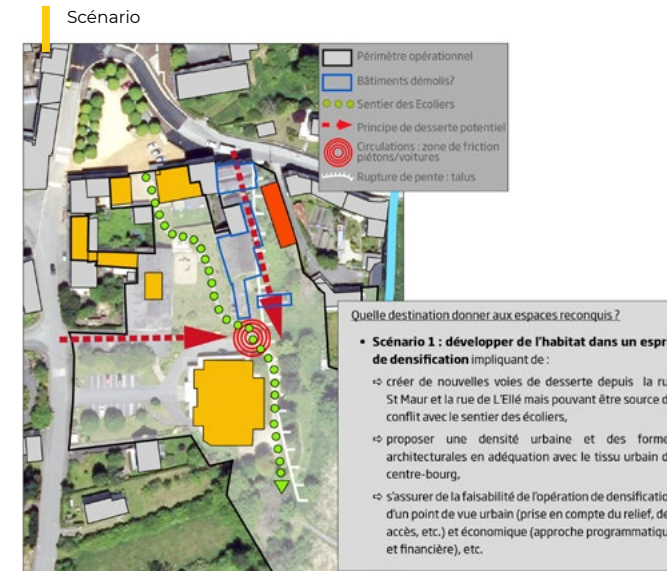 Scénario
Périmètre opérationnel
Bâtiments démolis?
Sentier des Ecoliers
Principe de desserte potentiel
Circulations : zone de friction
piétons/voitures
Rupture de pente : talus
Quelle destination donner aux espaces reconquis ?
• Scénario 1 : développer de l'habitat dans un espr
de densification impliquant de :
⇨ créer de nouvelles voies de desserte depuis la ru
St Maur et la rue de L'Ellé mais pouvant être source d
conflit avec le sentier des écoliers,
⇨ proposer une densité urbaine et des forme
architecturales en adéquation avec le tissu urbain d
centre-bourg,
⇨ s'assurer de la faisabilité de l'opération de densificatio
d'un point de vue urbain (prise en compte du relief, de
accès, etc.) et économique (approche programmatiqu
et financière), etc.